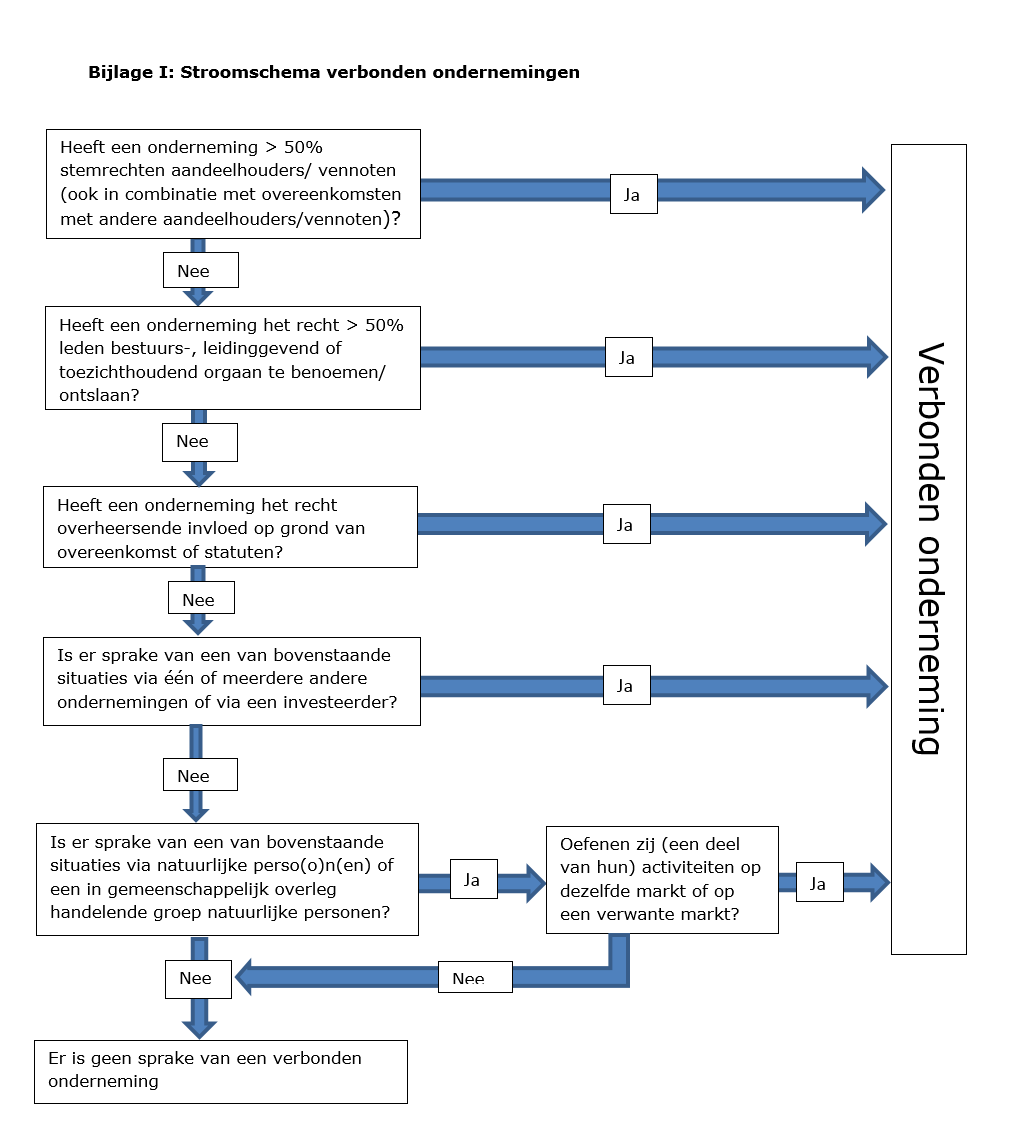 Bijlage I: Stroomschema verbonden ondernemingen
Heeft een onderneming > 50%
stemrechten aandeelhouders/ vennoten
(ook in combinatie met overeenkomsten
met andere aandeelhouders/vennoten)?
Ja
Nee
Heeft een onderneming het recht > 50%
leden bestuurs-, leidinggevend of
toezichthoudend orgaan te benoemen/
ontslaan?
Ja
Nee
Heeft een onderneming het recht
overheersende invloed op grond van
overeenkomst of statuten?
Ja
Nee
Is er sprake van een van bovenstaande
situaties via één of meerdere andere
ondernemingen of via een investeerder?
Ja
Nee
Is er sprake van een van bovenstaande
situaties via natuurlijke perso(o)n(en) of
een in gemeenschappelijk overleg
handelende groep natuurlijke personen?
Ja
Oefenen zij (een deel
van hun) activiteiten op
dezelfde markt of op
een verwante markt?
Ja
Nee
Nee
Er is geen sprake van een verbonden
onderneming
Verbonden onderneming